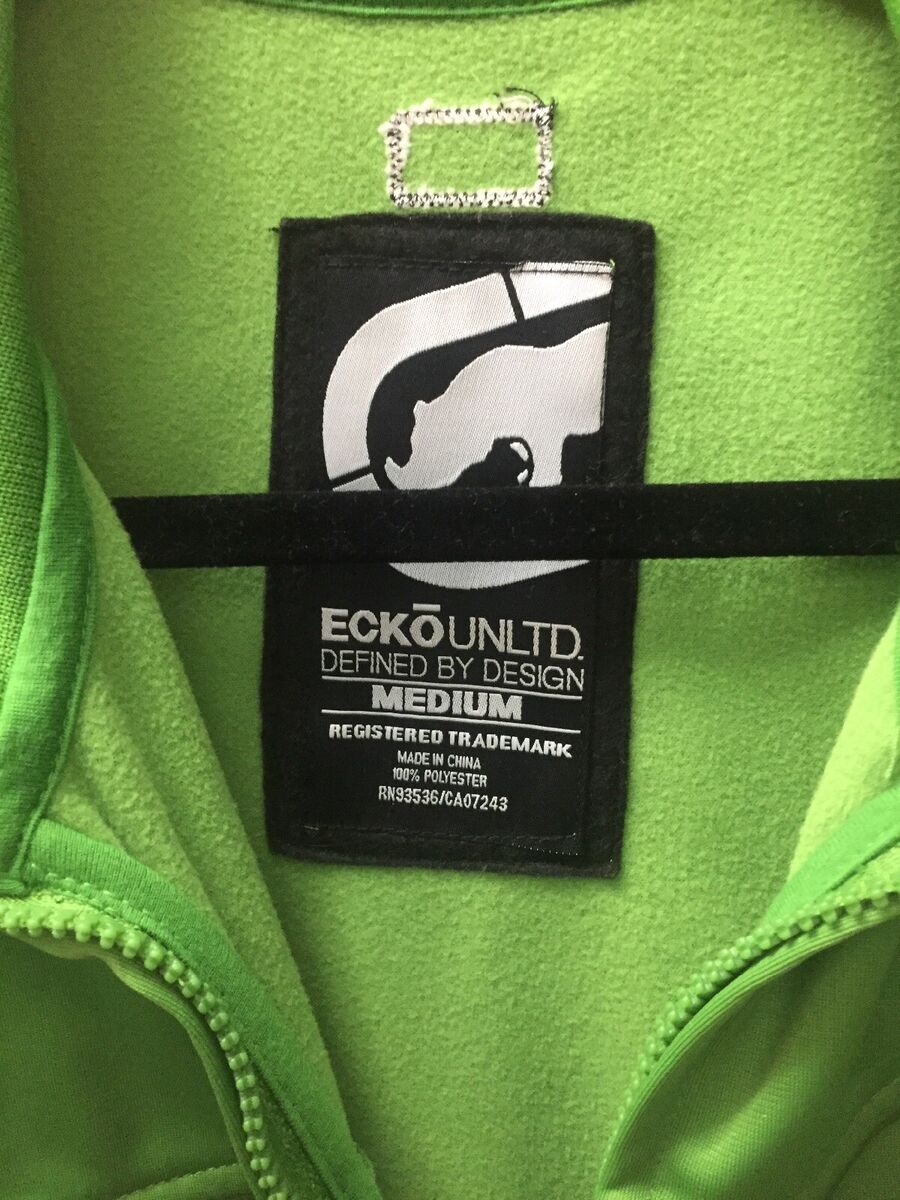 ECKŌ UNLTD.
DEFINED BY DESIGN
MEDIUM
REGISTERED TRADEMARK
MADE IN CHINA
100% POLYESTER
RN93536/CA07243